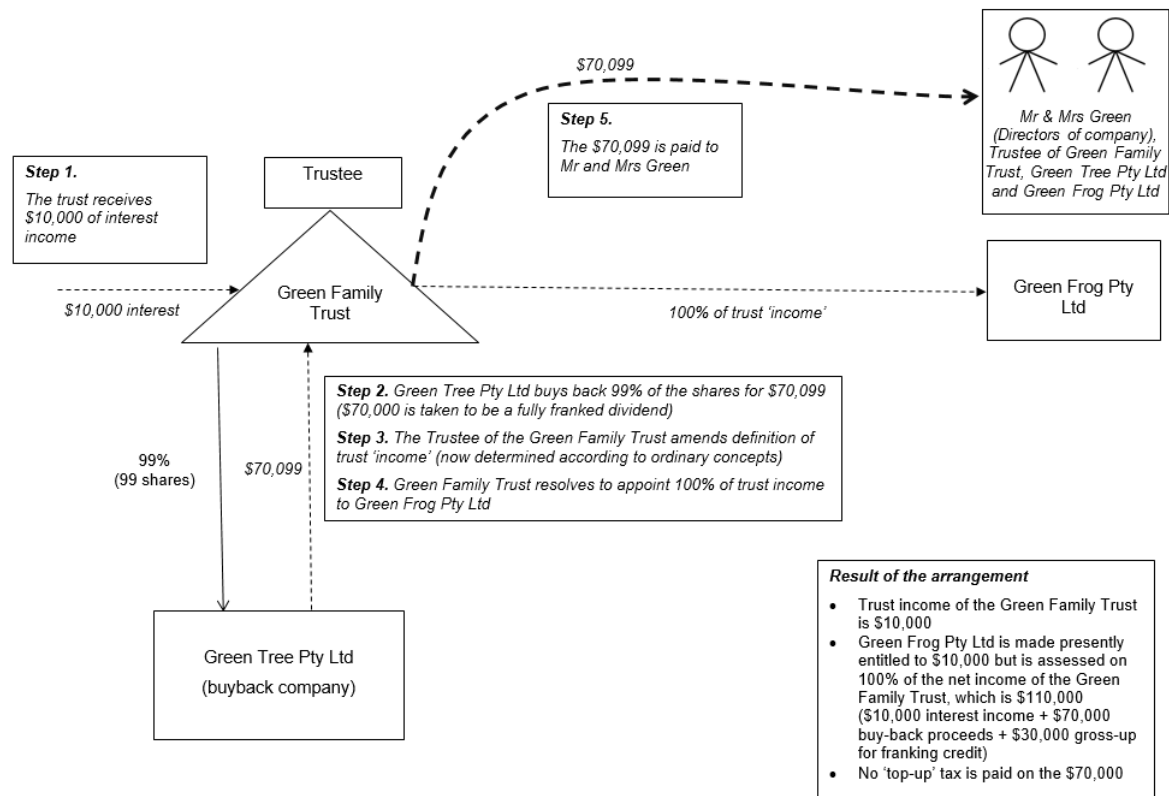 $70,099
Mr & Mrs Green
(Directors of company),
Trustee of Green Family
Trust, Green Tree Pty Ltd
and Green Frog Pty Ltd
Step 5.
The $70,099 is paid to
Mr and Mrs Green
Step 1.
The trust receives
$10,000 of interest
income
Trustee
Green Family
Trust
$10,000 interest
100% of trust ‘income’
Green Frog Pty
Ltd
Step 2. Green Tree Pty Ltd buys back 99% of the shares for $70,099
($70,000 is taken to be a fully franked dividend)
Step 3. The Trustee of the Green Family Trust amends definition of
trust ‘income’ (now determined according to ordinary concepts)
Step 4. Green Family Trust resolves to appoint 100% of trust income
to Green Frog Pty Ltd
99%
(99 shares)
$70,099
Green Tree Pty Ltd
(buyback company)
Result of the arrangement
• Trust income of the Green Family Trust
is $10,000
• Green Frog Pty Ltd is made presently
entitled to $10,000 but is assessed on
100% of the net income of the Green
Family Trust, which is $110,000
($10,000 interest income + $70,000
buy-back proceeds + $30,000 gross-up
for franking credit)
• No ‘top-up’ tax is paid on the $70,000